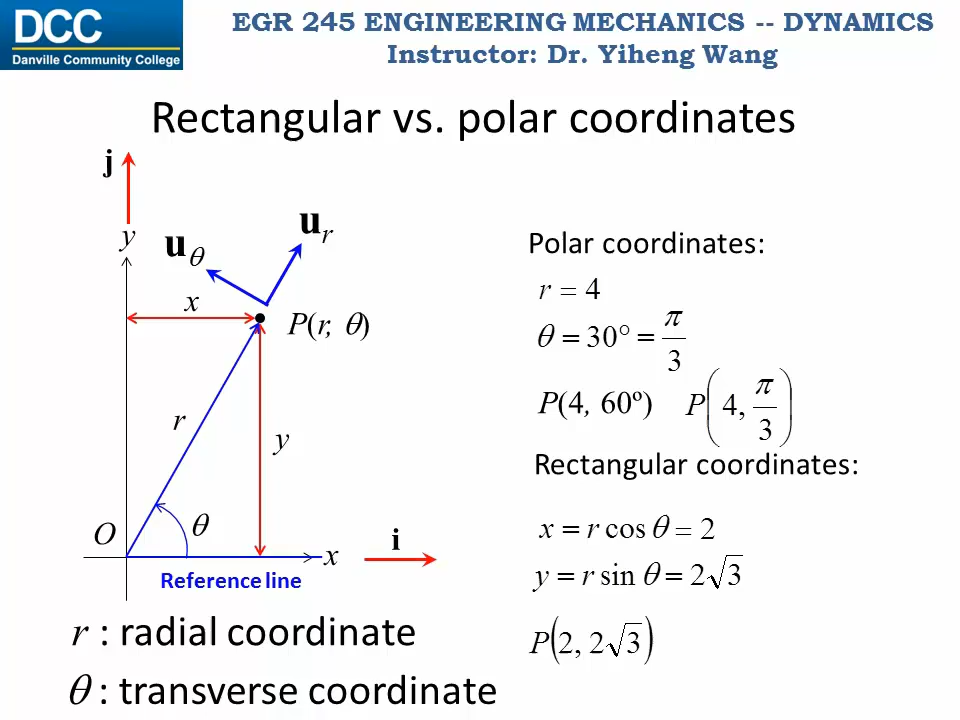 DCC
Danville Community College
EGR 245 ENGINEERING MECHANICS -- DYNAMICS
Instructor: Dr. Yiheng Wang
Rectangular vs. polar coordinates
j
y
uθ
ur
x
P(r, θ)
r
y
O
θ
x
i
Reference line
r : radial coordinate
θ : transverse coordinate
Polar coordinates:
r = 4
θ = 30° = π/3
P(4, 60º) P(4, π/3)
Rectangular coordinates:
x = r cos θ = 2
y = r sin θ = 2√3
P(2, 2√3)